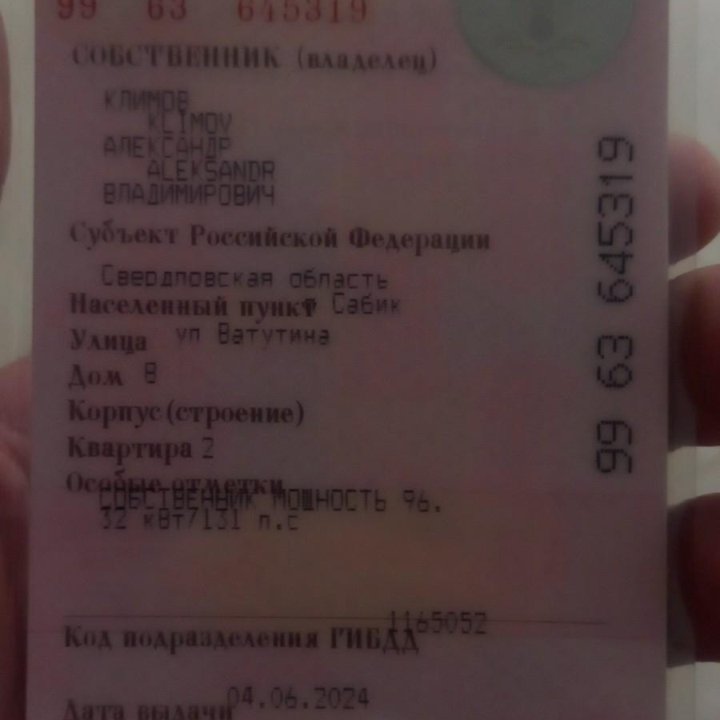 99 63 645319
СОБСТВЕННИК (владелец)
КЛИМОВ
KLIMOV
АЛЕКСАНДР
ALEKSANDR
ВЛАДИМИРОВИЧ
Субъект Российской Федерации
Свердловская область
Населенный пункт Сабик
Улица ул Ватутина
Дом 8
Корпус (строение)
Квартира 2
Особые отметки
СОБСТВЕННИК МОЩНОСТЬ 96.
32 кВт/131 л.с
1165052
Код подразделения ГИБДД
Дата выдачи 04.06.2024
99 63 645319